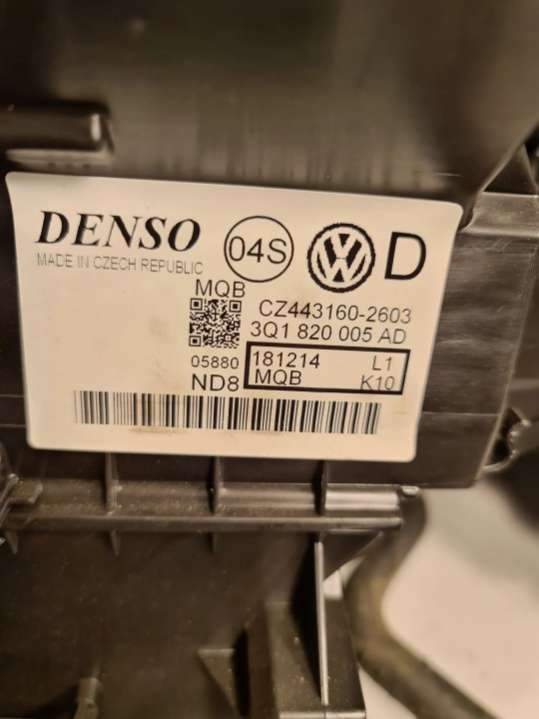 DENSO
MADE IN CZECH REPUBLIC
04S
VW
D
MQB
CZ443160-2603
3Q1 820 005 AD
05880
181214 L1
ND8
MQB K10